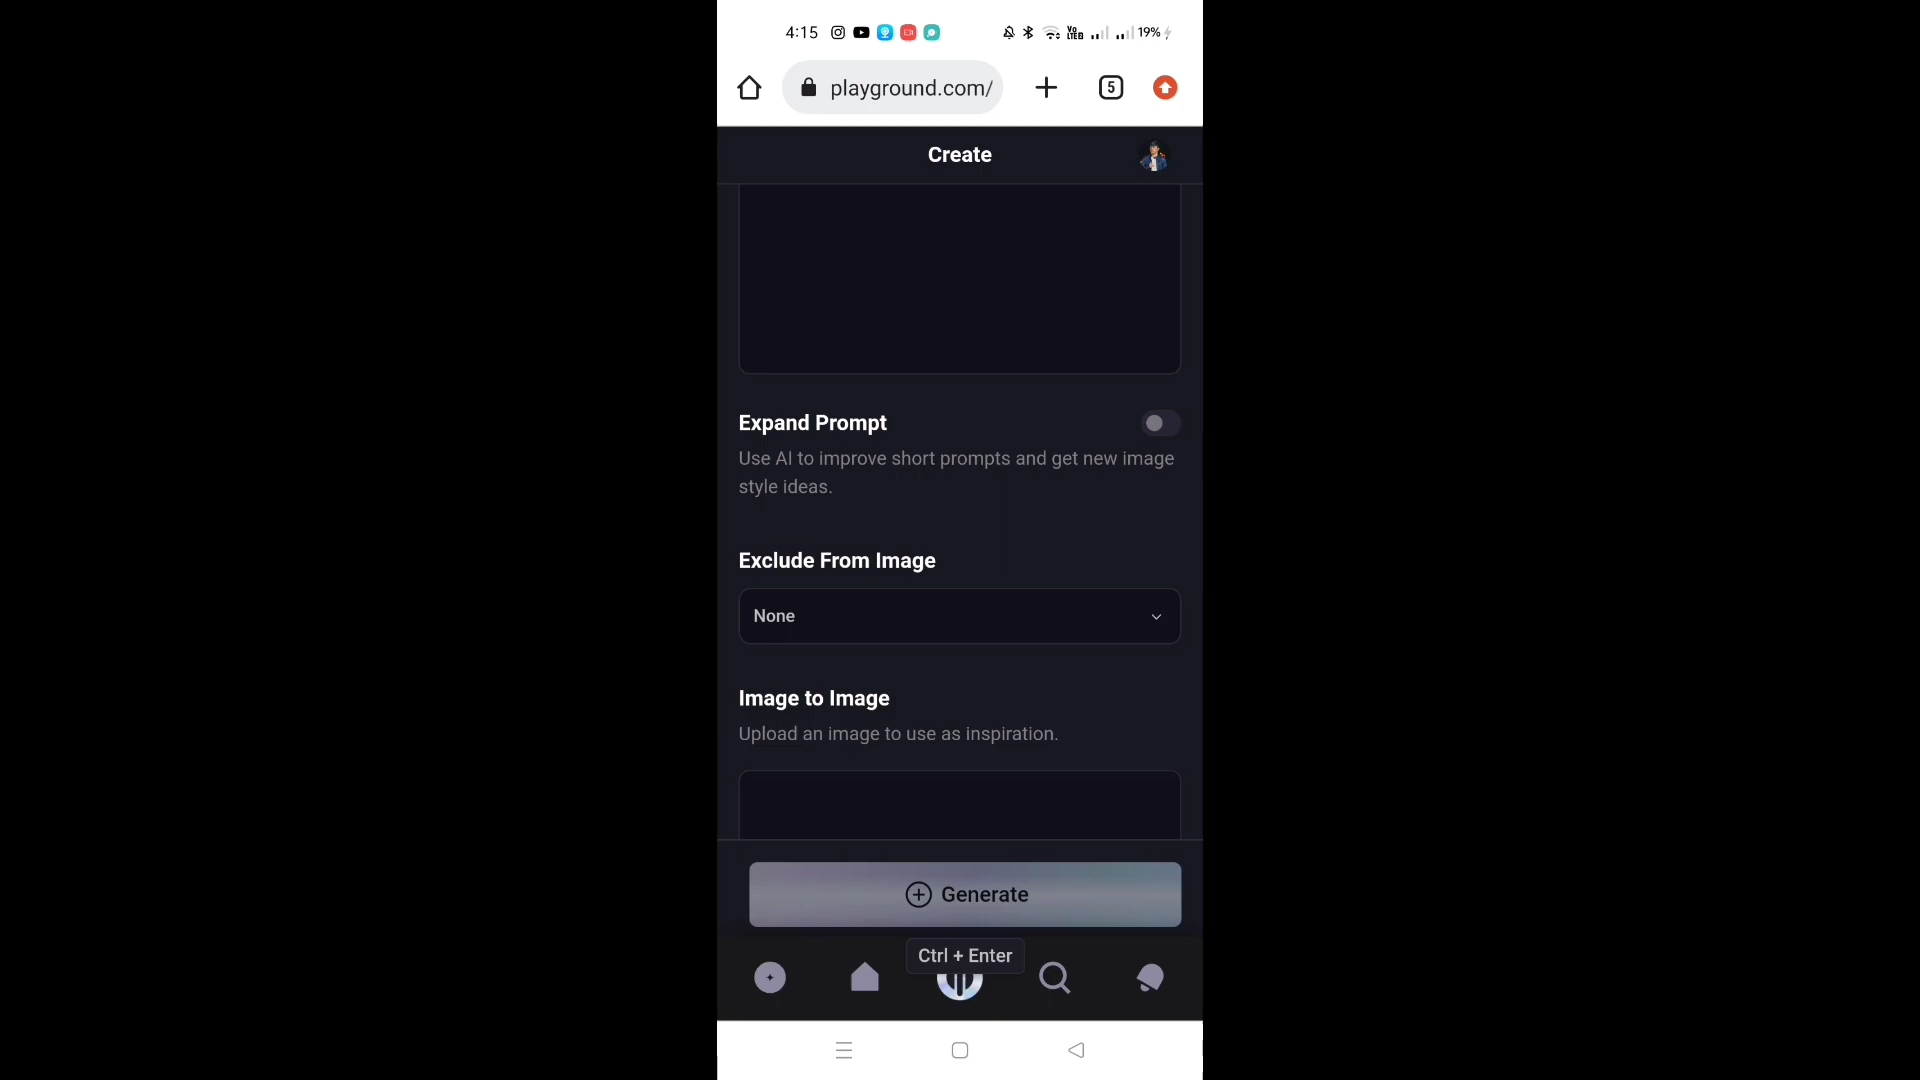 4:15 VoLTE2 19%
playground.com/ 5
Create
Expand Prompt
Use AI to improve short prompts and get new image
style ideas.
Exclude From Image
None
Image to Image
Upload an image to use as inspiration.
Generate
Ctrl + Enter